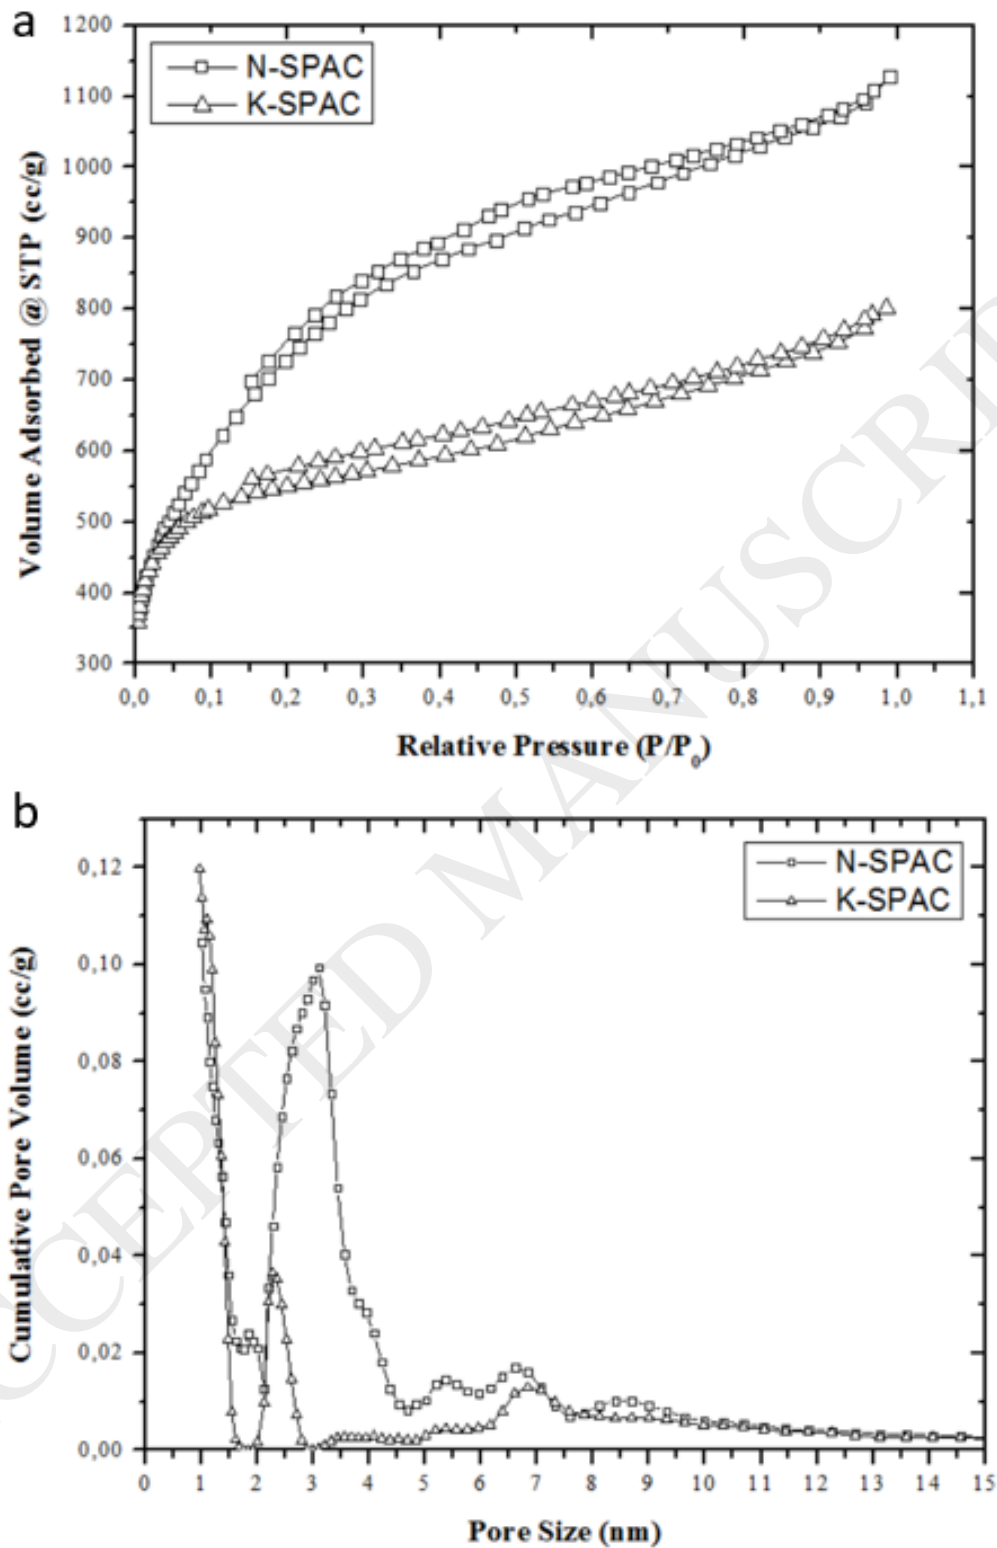 a
1200
1100
1000
900
800
700
600
500
400
300
Volume Adsorbed @ STP (cc/g)
N-SPAC
K-SPAC
0,0 0,1 0,2 0,3 0,4 0,5 0,6 0,7 0,8 0,9 1,0 1,1
Relative Pressure (P/P0)
b
0,12
0,10
0,08
0,06
0,04
0,02
0,00
Cumulative Pore Volume (cc/g)
N-SPAC
K-SPAC
0 1 2 3 4 5 6 7 8 9 10 11 12 13 14 15
Pore Size (nm)
CCEPTED MANUSCRI